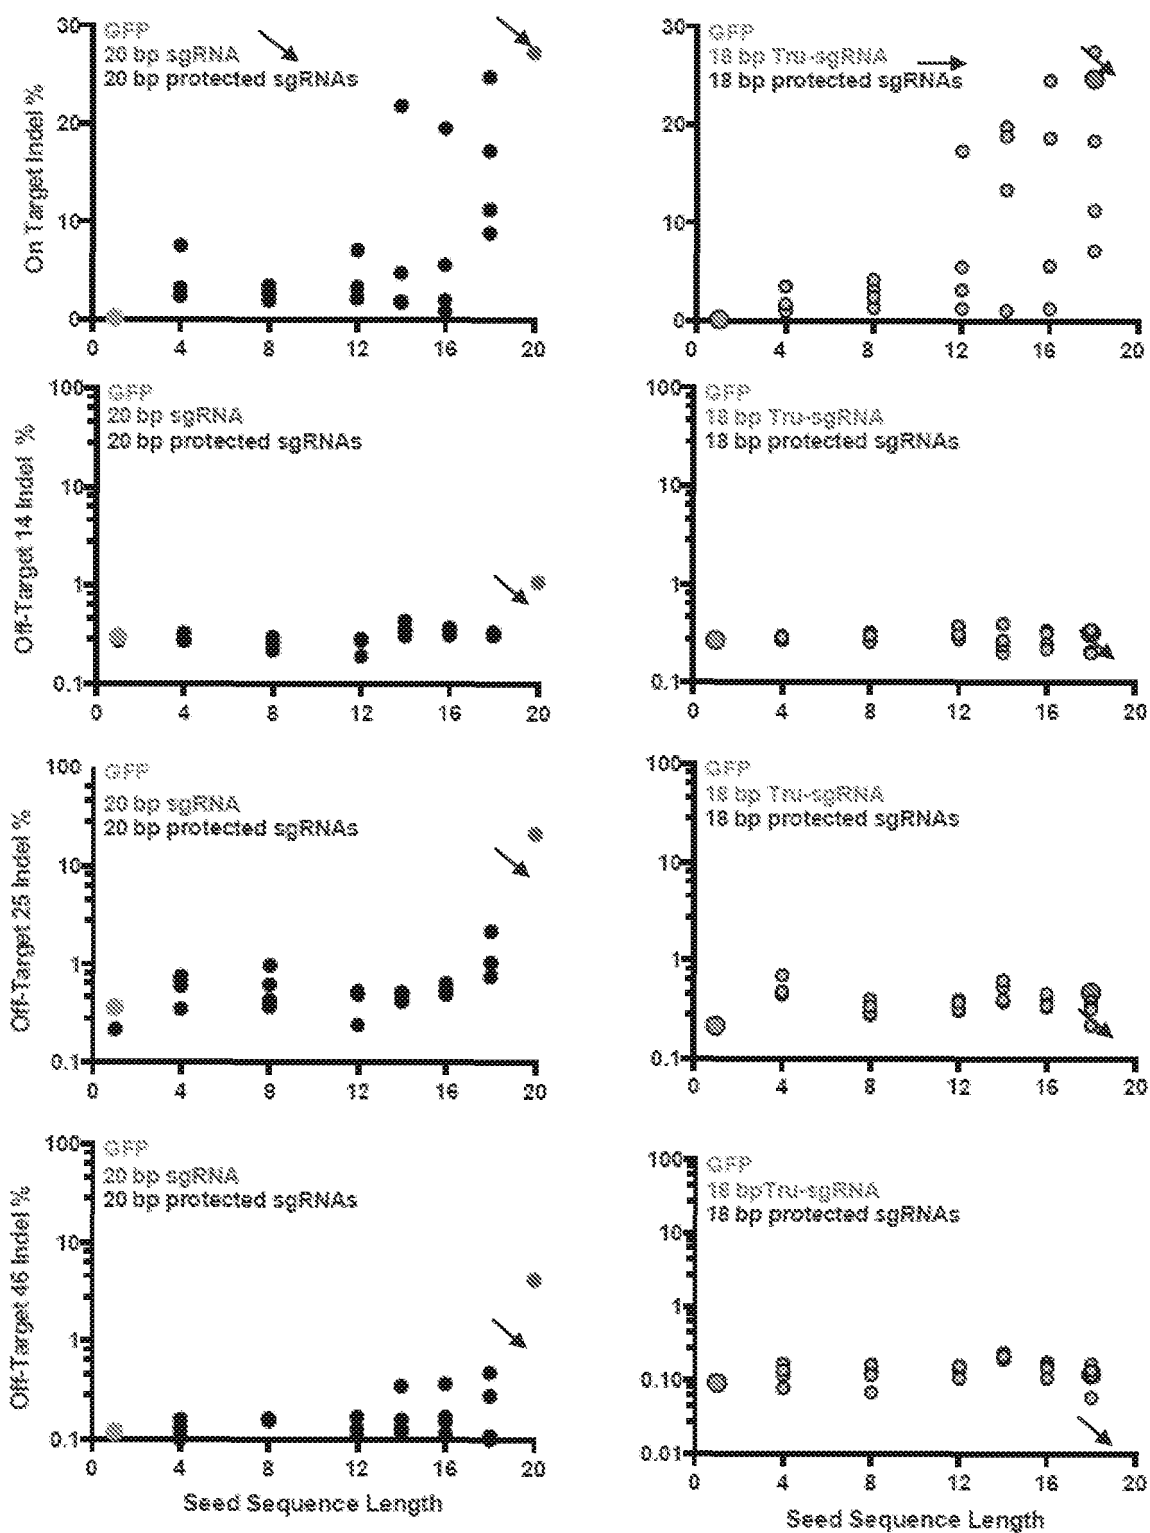 On Target Indel %
30
20
10
0
GFP
20 bp sgRNA
20 bp protected sgRNAs
0 4 8 12 16 20
30
20
10
0
GFP
18 bp Tru-sgRNA
18 bp protected sgRNAs
0 4 8 12 16 20
Off-Target 14 Indel %
100
10
1
0.1
GFP
20 bp sgRNA
20 bp protected sgRNAs
0 4 8 12 16 20
100
10
1
0.1
GFP
18 bp Tru-sgRNA
18 bp protected sgRNAs
0 4 8 12 16 20
Off-Target 25 Indel %
100
10
1
0.1
GFP
20 bp sgRNA
20 bp protected sgRNAs
0 4 8 12 16 20
100
10
1
0.1
GFP
18 bp Tru-sgRNA
18 bp protected sgRNAs
0 4 8 12 16 20
Off-Target 46 Indel %
100
10
1
0.1
GFP
20 bp sgRNA
20 bp protected sgRNAs
0 4 8 12 16 20
Seed Sequence Length
100
10
1
0.10
0.01
GFP
18 bpTru-sgRNA
18 bp protected sgRNAs
0 4 8 12 16 20
Seed Sequence Length